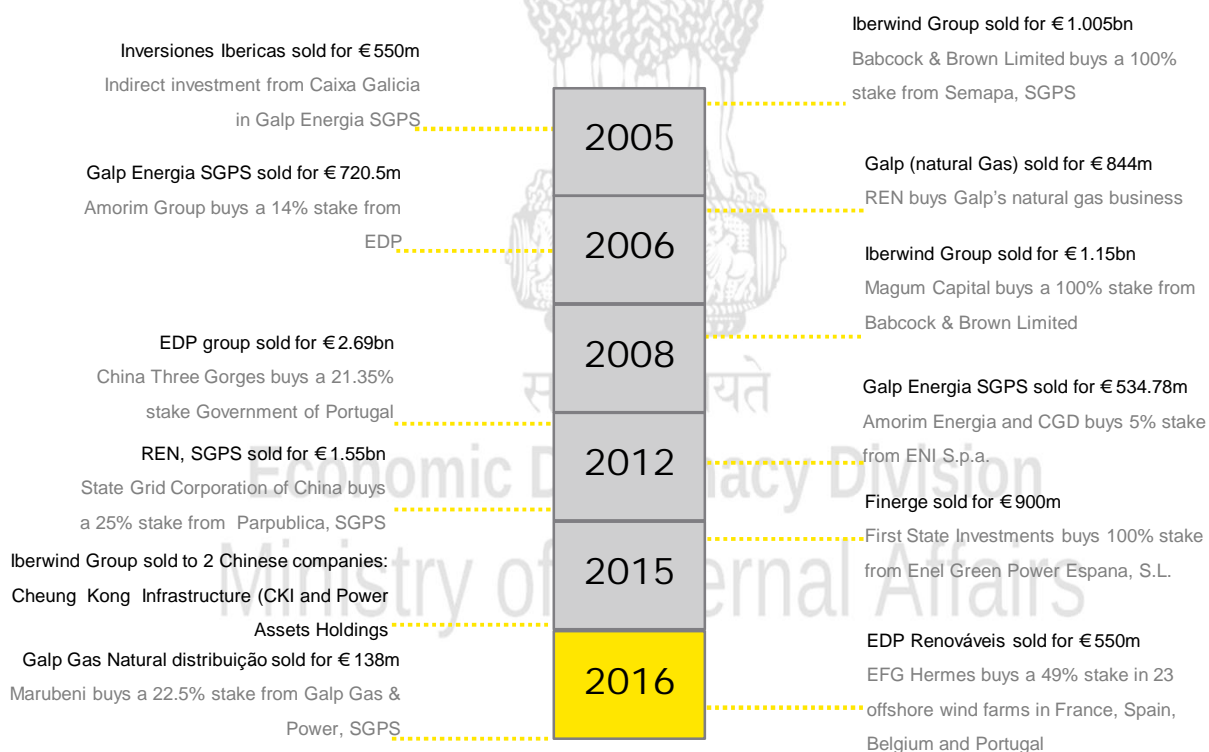 Inversiones Ibericas sold for €550m
Indirect investment from Caixa Galicia
in Galp Energia SGPS
Galp Energia SGPS sold for €720.5m
Amorim Group buys a 14% stake from
EDP
EDP group sold for €2.69bn
China Three Gorges buys a 21.35%
stake Government of Portugal
REN, SGPS sold for €1.55bn
State Grid Corporation of China buys
a 25% stake from Parpublica, SGPS
Iberwind Group sold to 2 Chinese companies:
Cheung Kong Infrastructure (CKI and Power
Assets Holdings
Galp Gas Natural distribuição sold for €138m
Marubeni buys a 22.5% stake from Galp Gas &
Power, SGPS
2005
2006
2008
2012
2015
2016
Iberwind Group sold for €1.005bn
Babcock & Brown Limited buys a 100%
stake from Semapa, SGPS
Galp (natural Gas) sold for €844m
REN buys Galp's natural gas business
Iberwind Group sold for €1.15bn
Magum Capital buys a 100% stake from
Babcock & Brown Limited
Galp Energia SGPS sold for €534.78m
Amorim Energia and CGD buys 5% stake
from ENI S.p.a.
Finerge sold for €900m
First State Investments buys 100% stake
from Enel Green Power Espana, S.L.
EDP Renováveis sold for €550m
EFG Hermes buys a 49% stake in 23
offshore wind farms in France, Spain,
Belgium and Portugal
Economic Division
Ministry of Affairs